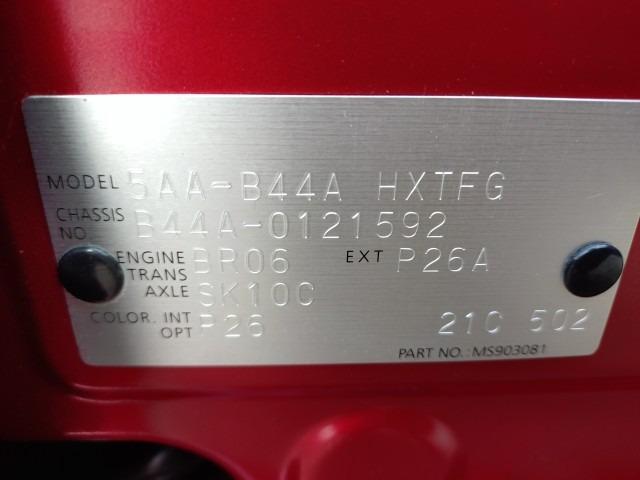 MODEL 5AA-B44A HXTFG
CHASSIS NO B44A-0121592
ENGINE BR06 EXT P26A
TRANS AXLE SK10C
COLOR. INT OPT P26 21C 502
PART NO.: MS903081